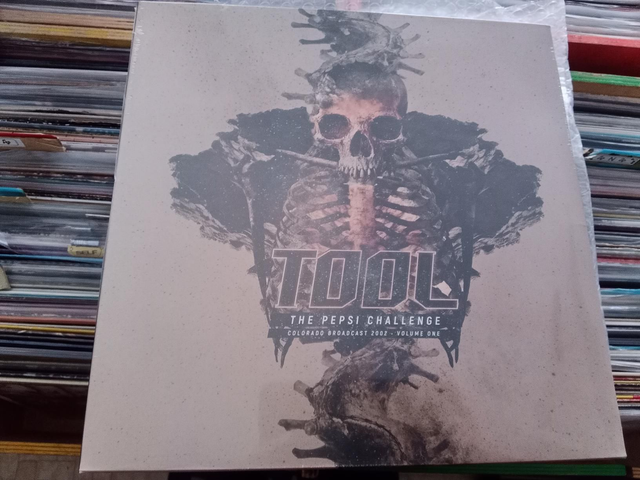 TOOL
THE PEPSI CHALLENGE
COLORADO BROADCAST 2002 - VOLUME ONE